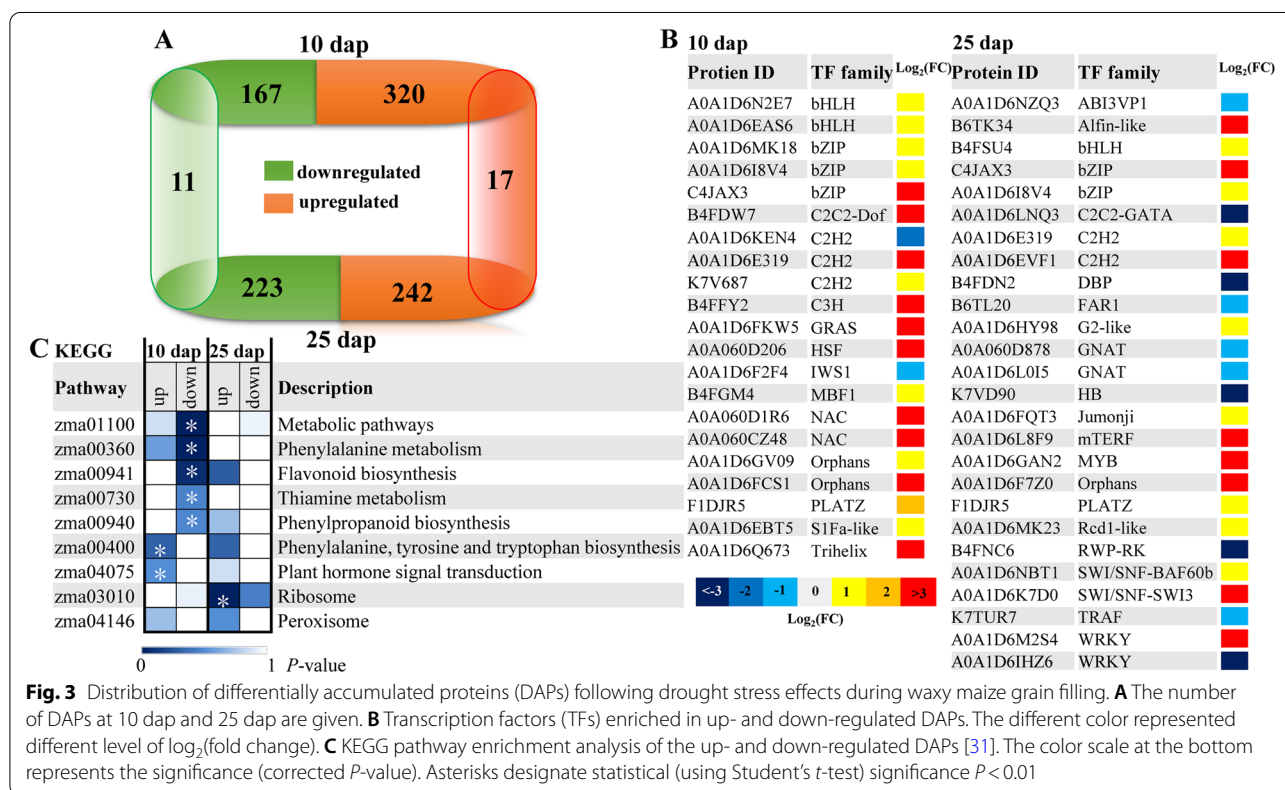 A
10 dap
167 320
11 17
downregulated
upregulated
223 242
25 dap
B 10 dap
Protien ID TF family Log2(FC)
A0A1D6N2E7 bHLH
A0A1D6EAS6 bHLH
A0A1D6MK18 bZIP
A0A1D6I8V4 bZIP
C4JAX3 bZIP
B4FDW7 C2C2-Dof
A0A1D6KEN4 C2H2
A0A1D6E319 C2H2
K7V687 C2H2
B4FFY2 C3H
A0A1D6FKW5 GRAS
A0A060D206 HSF
A0A1D6F2F4 IWS1
B4FGM4 MBF1
A0A060D1R6 NAC
A0A060CZ48 NAC
A0A1D6GV09 Orphans
A0A1D6FCS1 Orphans
F1DJR5 PLATZ
A0A1D6EBT5 S1Fa-like
A0A1D6Q673 Trihelix
<-3 -2 -1 0 1 2 >3
Log2(FC)
25 dap
Protein ID TF family Log2(FC)
A0A1D6NZQ3 ABI3VP1
B6TK34 Alfin-like
B4FSU4 bHLH
C4JAX3 bZIP
A0A1D6I8V4 bZIP
A0A1D6LNQ3 C2C2-GATA
A0A1D6E319 C2H2
A0A1D6EVF1 C2H2
B4FDN2 DBP
B6TL20 FAR1
A0A1D6HY98 G2-like
A0A060D878 GNAT
A0A1D6L0I5 GNAT
K7VD90 HB
A0A1D6FQT3 Jumonji
A0A1D6L8F9 mTERF
A0A1D6GAN2 MYB
A0A1D6F7Z0 Orphans
F1DJR5 PLATZ
A0A1D6MK23 Rcd1-like
B4FNC6 RWP-RK
A0A1D6NBT1 SWI/SNF-BAF60b
A0A1D6K7D0 SWI/SNF-SWI3
K7TUR7 TRAF
A0A1D6M2S4 WRKY
A0A1D6IHZ6 WRKY
C KEGG 10 dap 25 dap
Pathway up down up down Description
zma01100 * Metabolic pathways
zma00360 * Phenylalanine metabolism
zma00941 * Flavonoid biosynthesis
zma00730 * Thiamine metabolism
zma00940 * Phenylpropanoid biosynthesis
zma00400 * Phenylalanine, tyrosine and tryptophan biosynthesis
zma04075 * Plant hormone signal transduction
zma03010 * Ribosome
zma04146 Peroxisome
0 1 P-value
Fig. 3 Distribution of differentially accumulated proteins (DAPs) following drought stress effects during waxy maize grain filling. A The number
of DAPs at 10 dap and 25 dap are given. B Transcription factors (TFs) enriched in up- and down-regulated DAPs. The different color represented
different level of log2(fold change). C KEGG pathway enrichment analysis of the up- and down-regulated DAPs [31]. The color scale at the bottom
represents the significance (corrected P-value). Asterisks designate statistical (using Student's t-test) significance P < 0.01